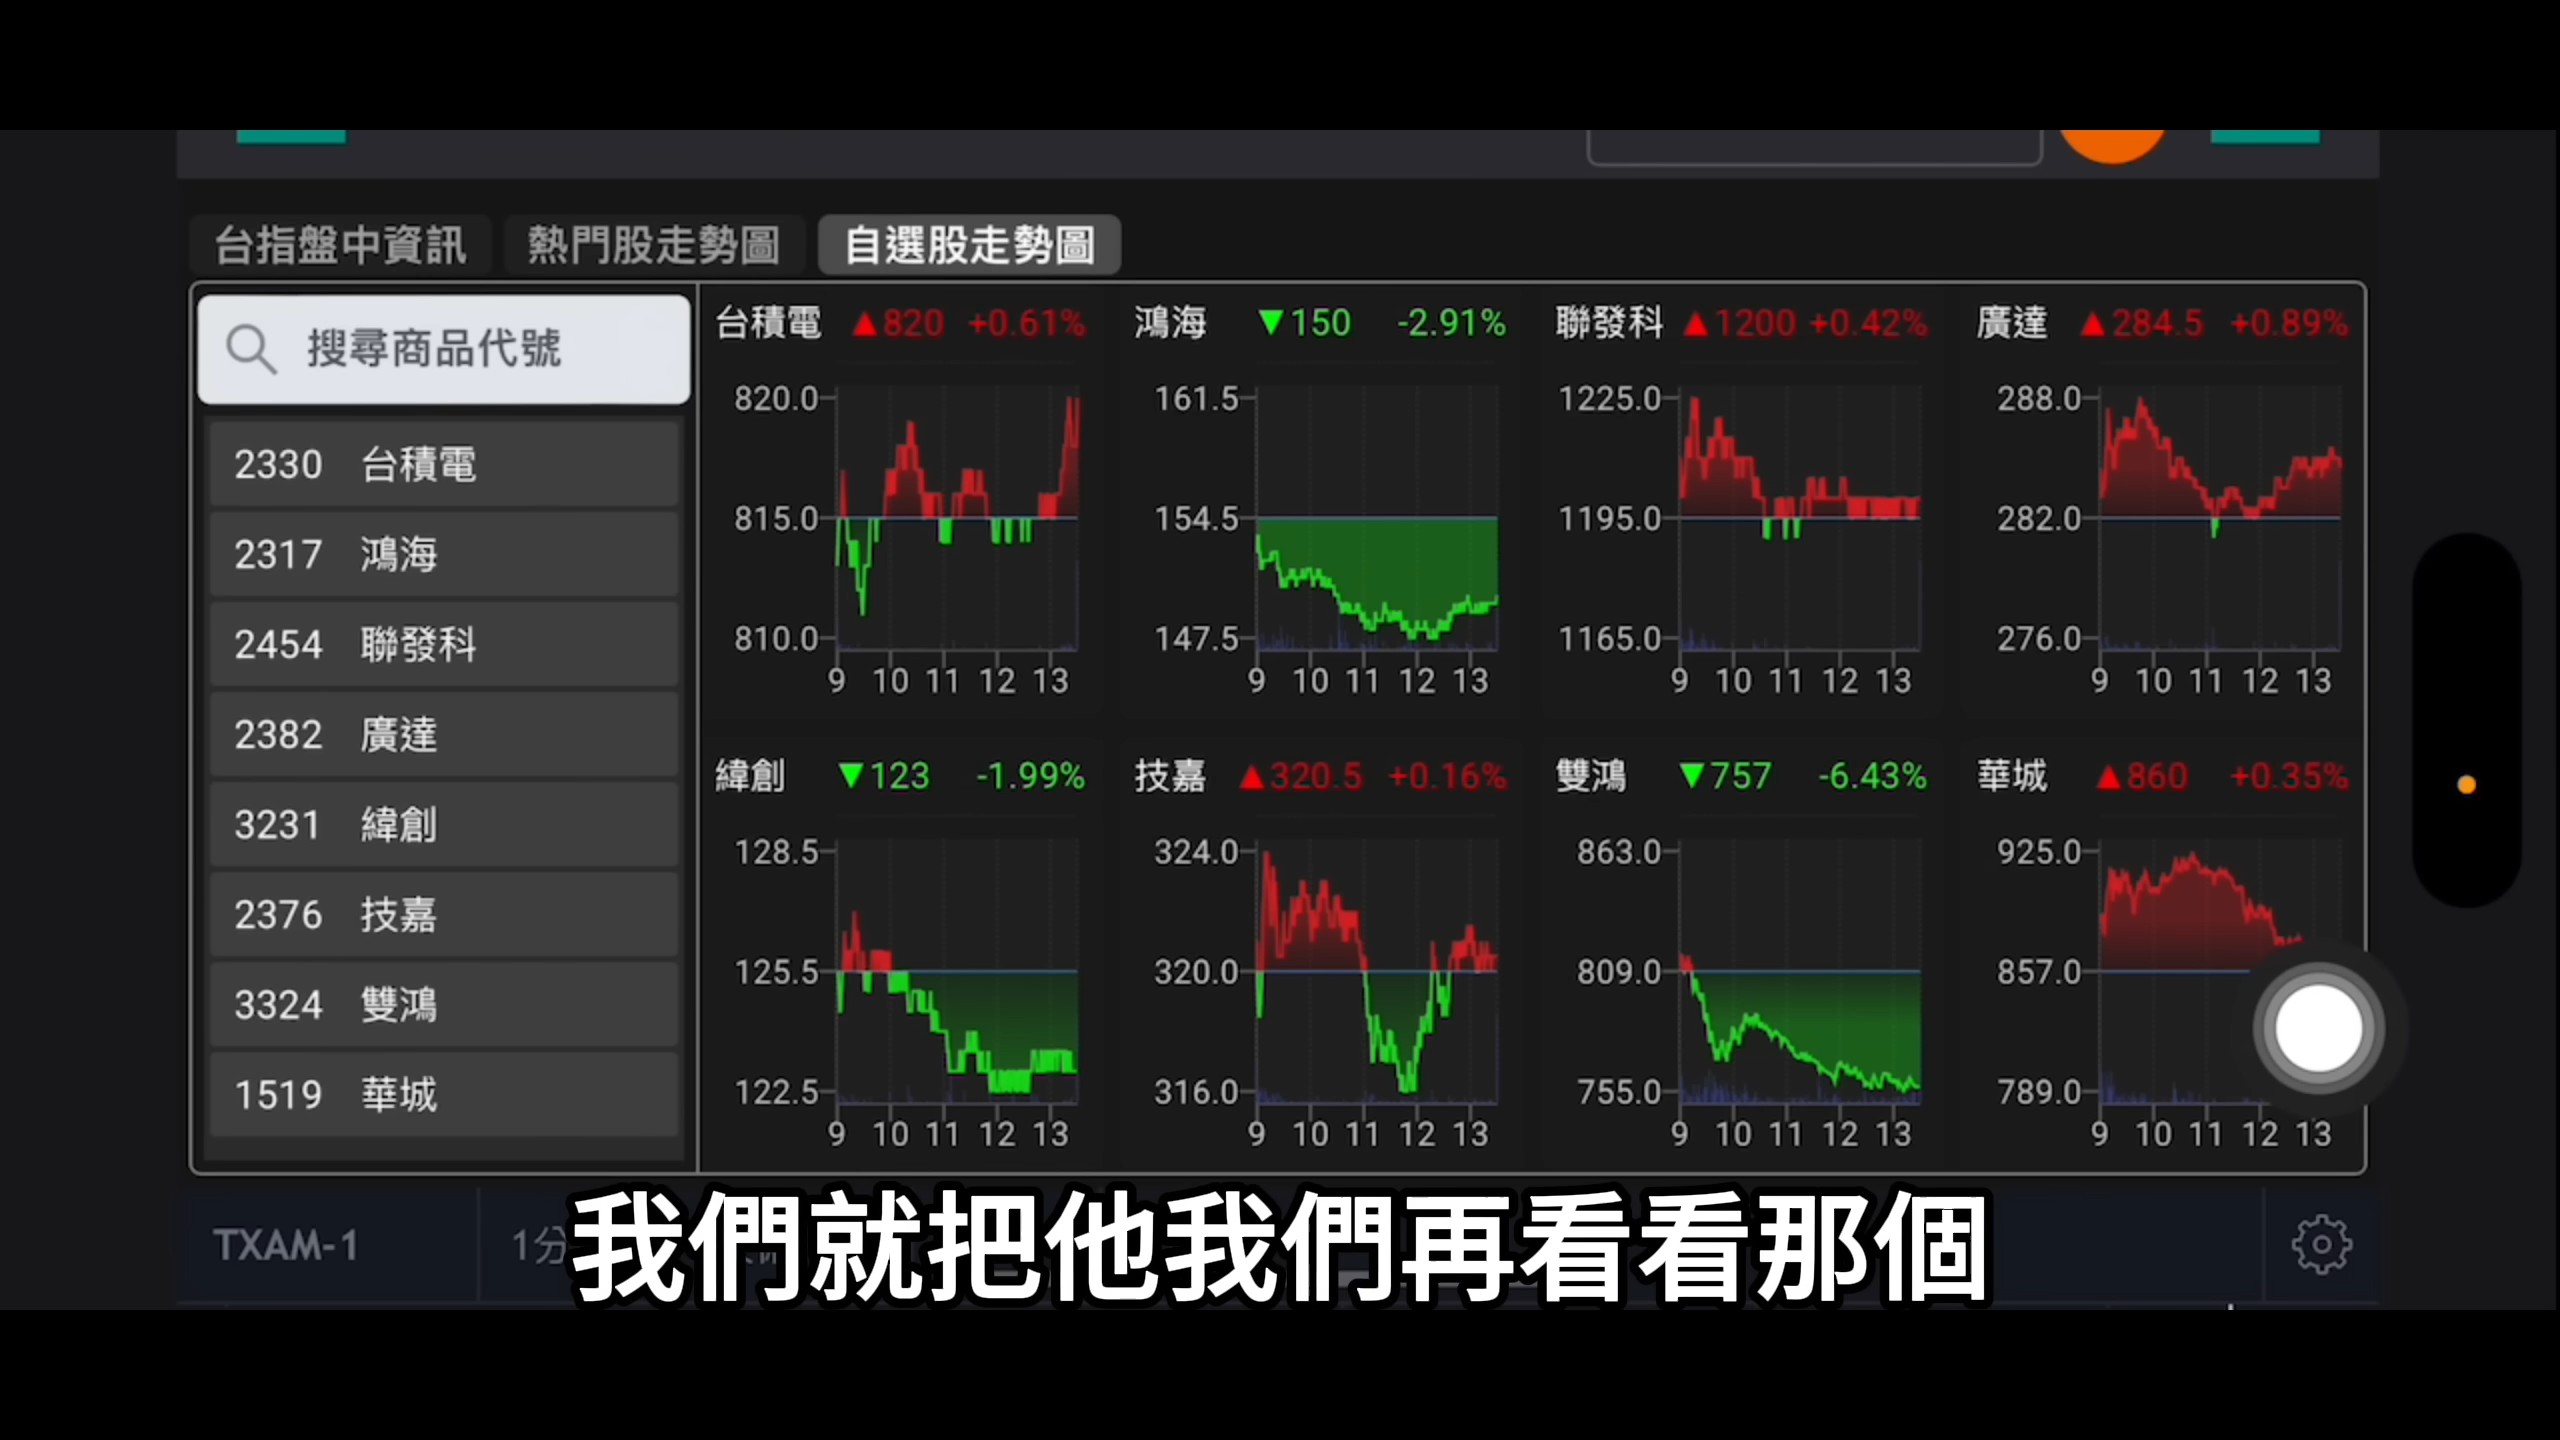 台指盤中資訊 熱門股走勢圖 自選股走勢圖
搜尋商品代號
2330 台積電
2317 鴻海
2454 聯發科
2382 廣達
3231 緯創
2376 技嘉
3324 雙鴻
1519 華城
台積電 ▲820 +0.61%
820.0
815.0
810.0
9 10 11 12 13
鴻海 ▼150 -2.91%
161.5
154.5
147.5
9 10 11 12 13
聯發科 ▲1200 +0.42%
1225.0
1195.0
1165.0
9 10 11 12 13
廣達 ▲284.5 +0.89%
288.0
282.0
276.0
9 10 11 12 13
緯創 ▼123 -1.99%
128.5
125.5
122.5
9 10 11 12 13
技嘉 ▲320.5 +0.16%
324.0
320.0
316.0
9 10 11 12 13
雙鴻 ▼757 -6.43%
863.0
809.0
755.0
9 10 11 12 13
華城 ▲860 +0.35%
925.0
857.0
789.0
9 10 11 12 13
TXAM-1 1分
我們就把他我們再看看那個